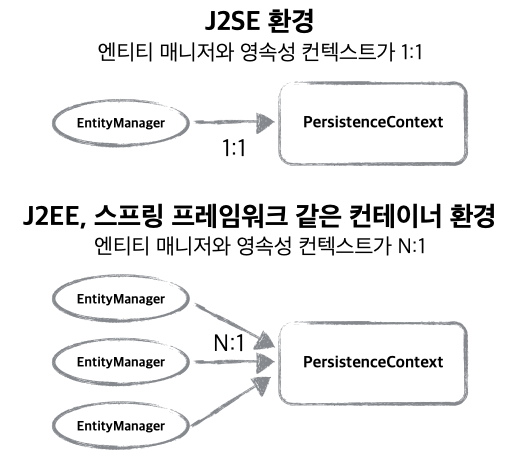 J2SE 환경
엔티티 매니저와 영속성 컨텍스트가 1:1
EntityManager
1:1
PersistenceContext
J2EE, 스프링 프레임워크 같은 컨테이너 환경
엔티티 매니저와 영속성 컨텍스트가 N:1
EntityManager
N:1
EntityManager
PersistenceContext
EntityManager